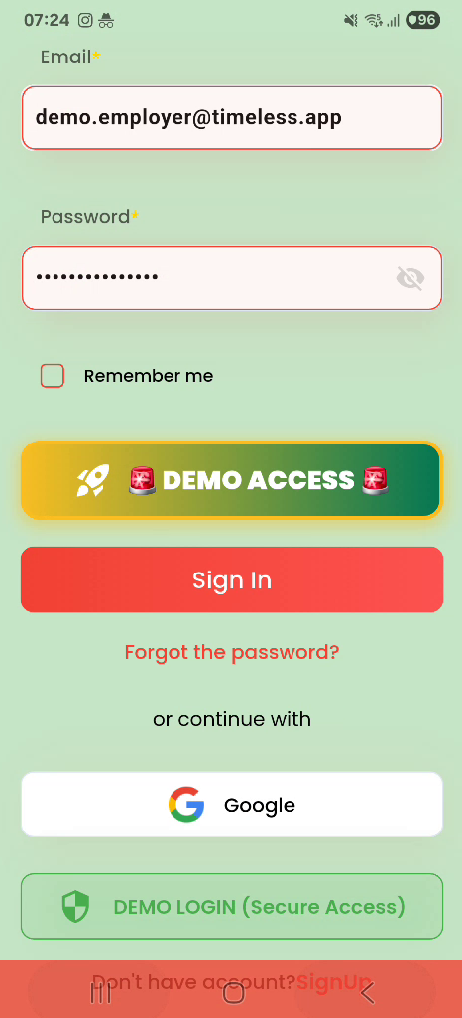 07:24 5 96
Email*
demo.employer@timeless.app
Password*
•••••••••••••••
Remember me
🚨 DEMO ACCESS 🚨
Sign In
Forgot the password?
or continue with
Google
DEMO LOGIN (Secure Access)
Don't have account?SignUp